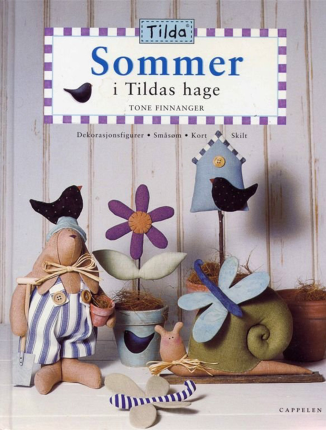 Tilda
Sommer
i Tildas hage
TONE FINNANGER
Dekorasjonsfigurer • Småsøm • Kort • Skilt
CAPPELEN